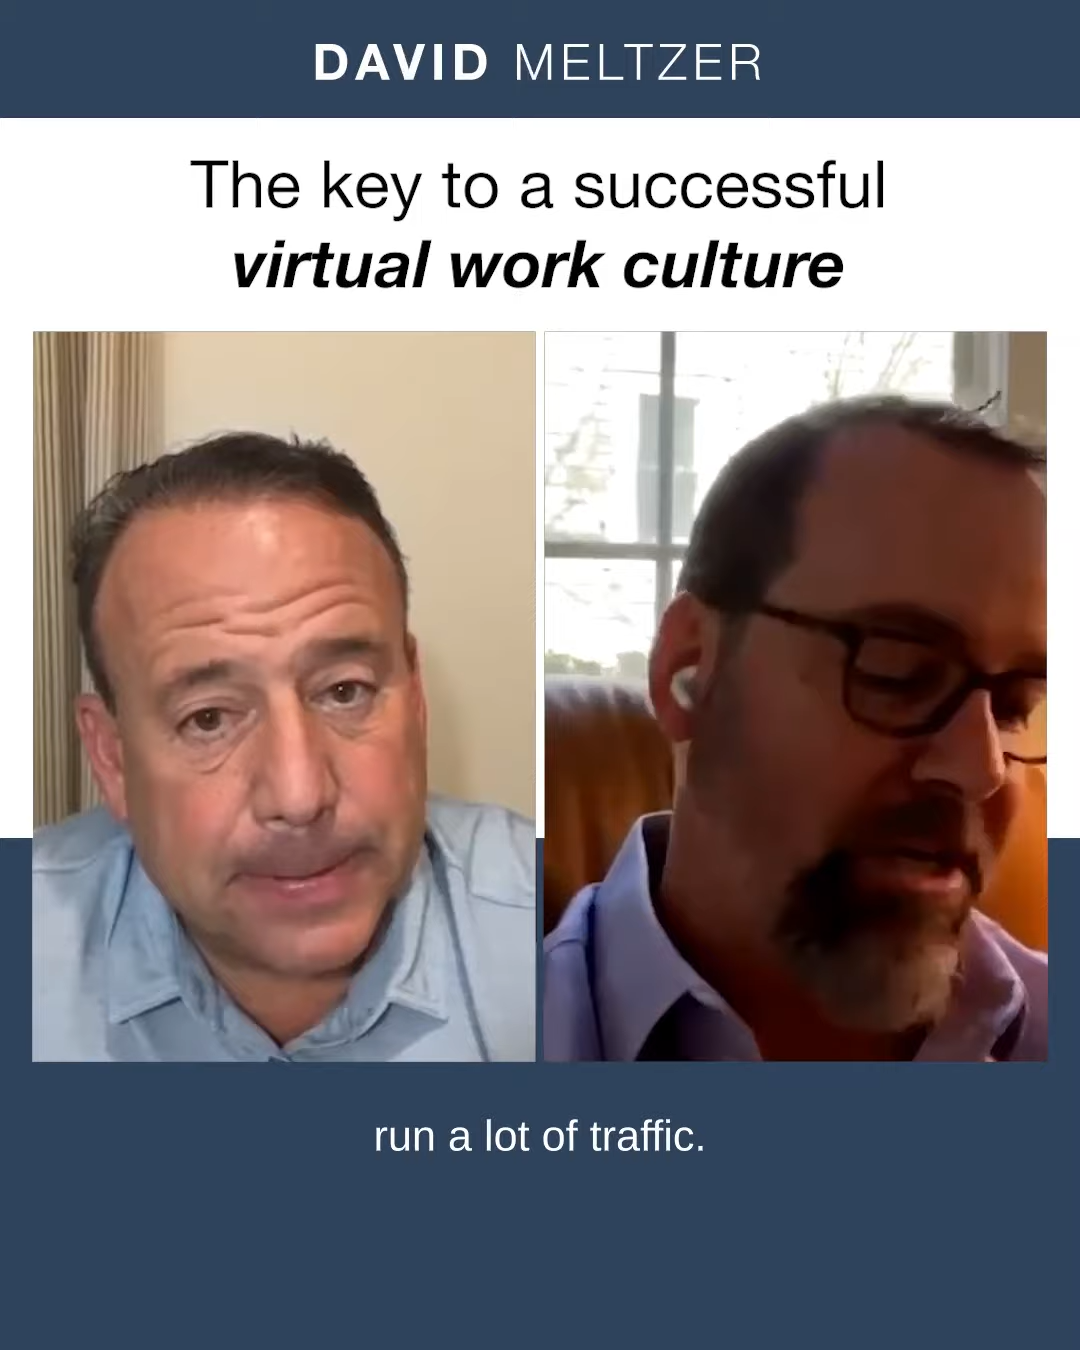 DAVID MELTZER
The key to a successful
virtual work culture
run a lot of traffic.